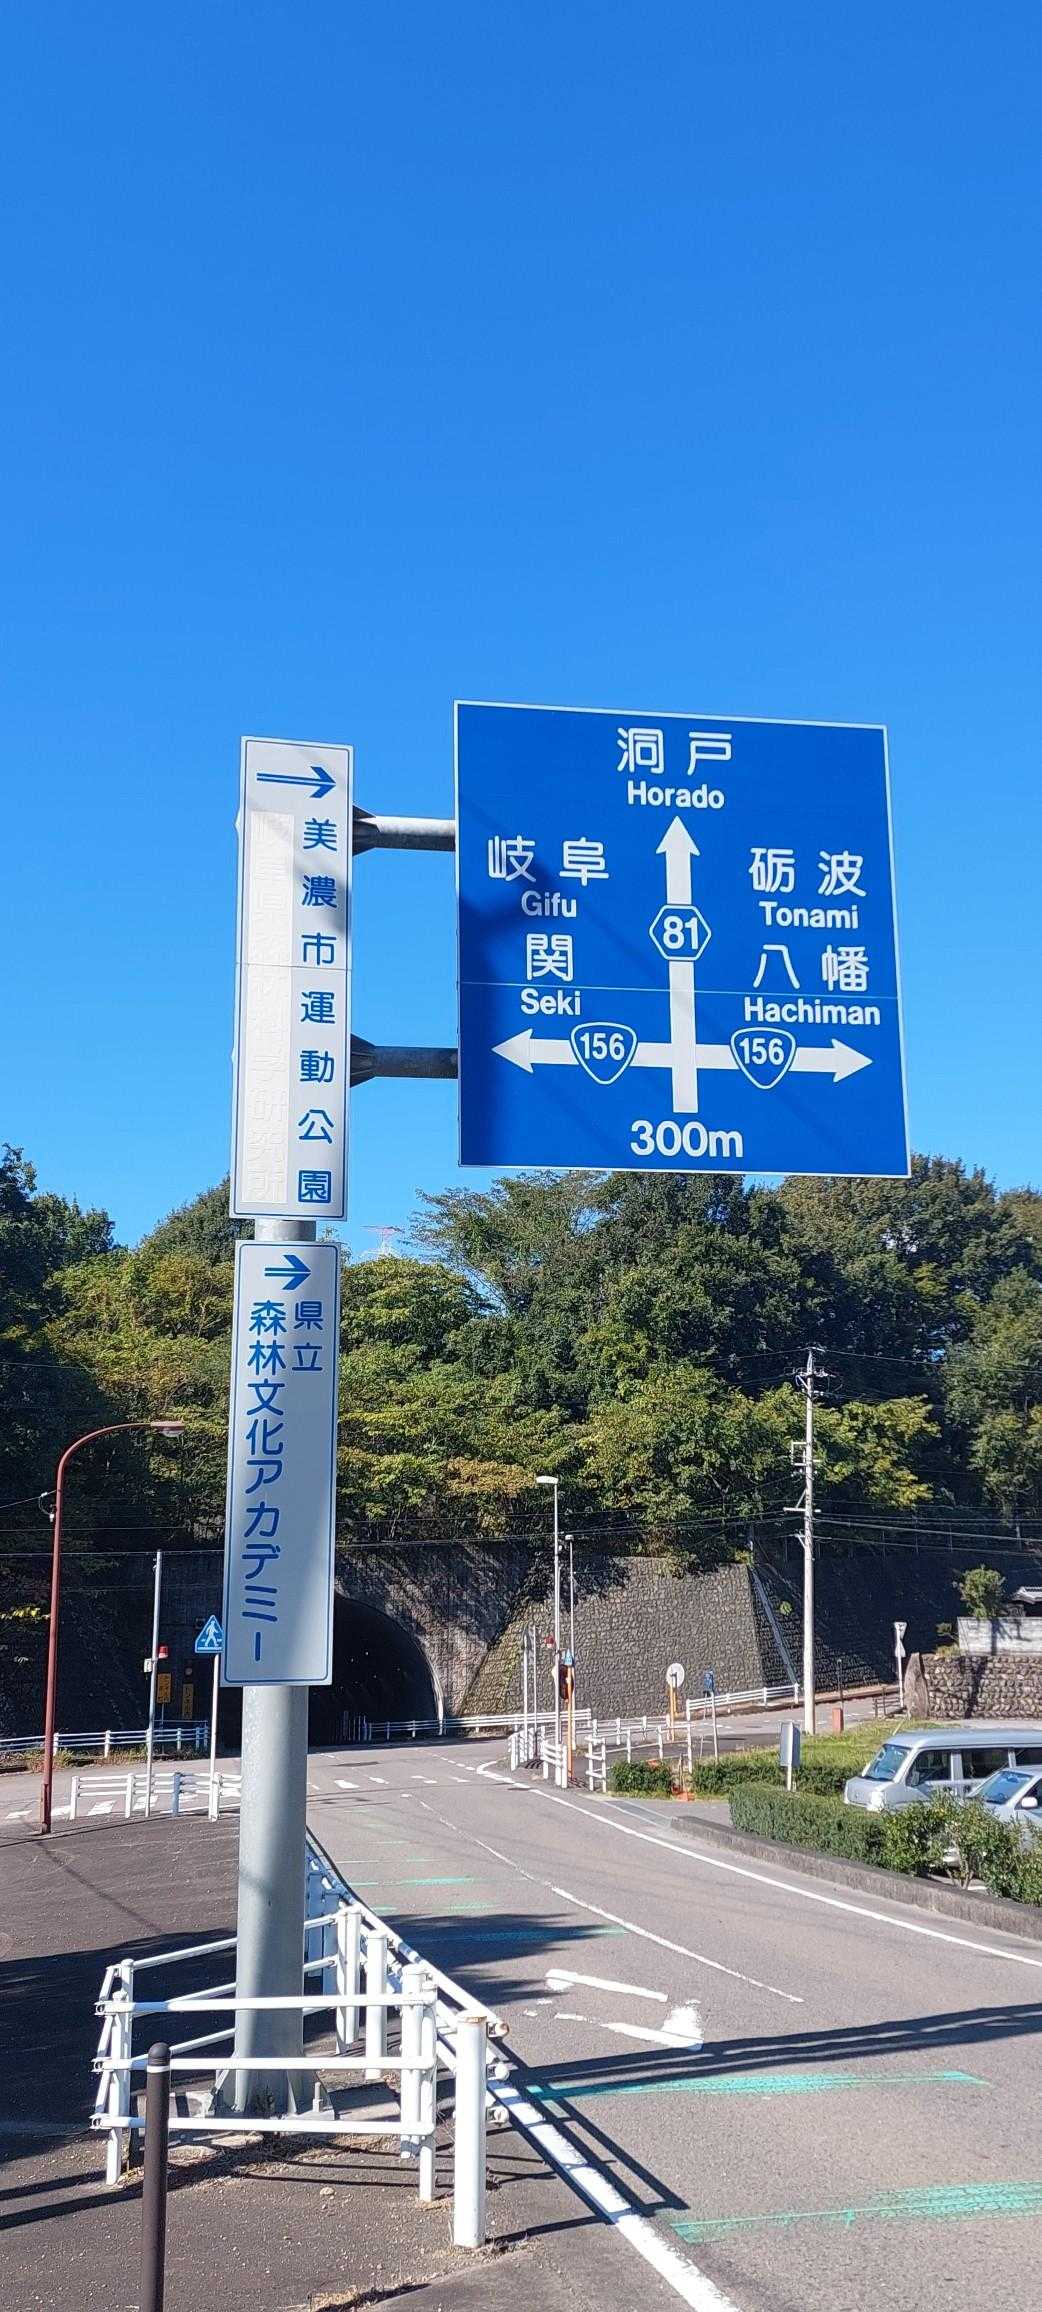 洞戸
Horado
岐阜
Gifu
関
Seki
砺波
Tonami
八幡
Hachiman
81
156
156
300m
美濃市運動公園
県立
森林文化アカデミー